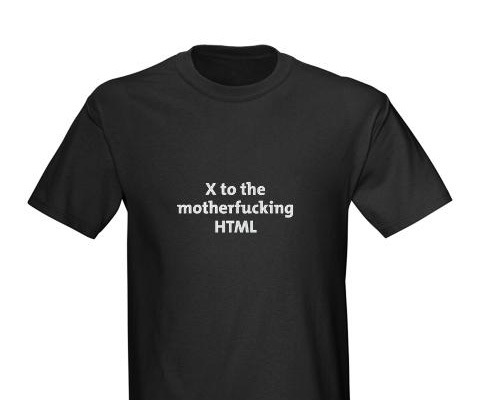 X to the
motherfucking
HTML